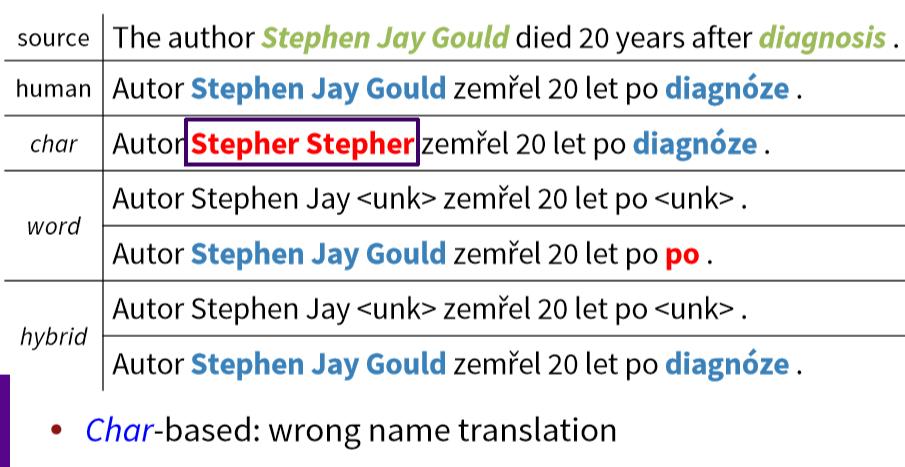 source The author Stephen Jay Gould died 20 years after diagnosis .
human Autor Stephen Jay Gould zemřel 20 let po diagnóze .
char Autor Stepher Stepher zemřel 20 let po diagnóze .
word
Autor Stephen Jay <unk> zemřel 20 let po <unk> .
Autor Stephen Jay Gould zemřel 20 let po po .
hybrid
Autor Stephen Jay <unk> zemřel 20 let po <unk> .
Autor Stephen Jay Gould zemřel 20 let po diagnóze .
• Char-based: wrong name translation